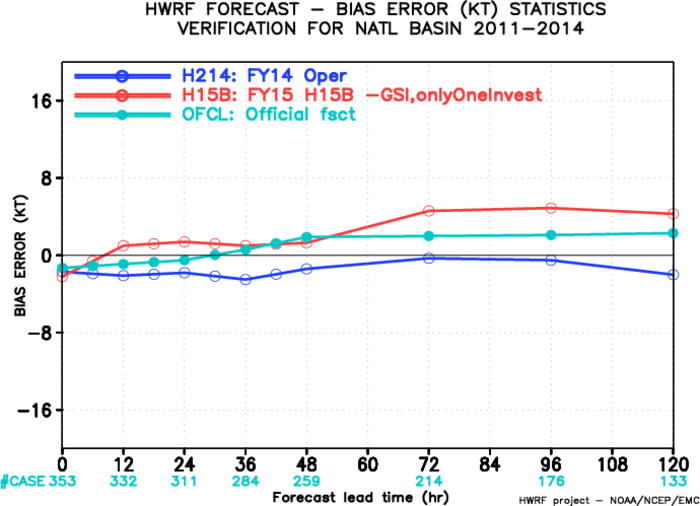 HWRF FORECAST – BIAS ERROR (KT) STATISTICS
VERIFICATION FOR NATL BASIN 2011–2014
H214: FY14 Oper
H15B: FY15 H15B –GSI,onlyOneInvest
OFCL: Official fsct
BIAS ERROR (KT)
16
8
0
–8
–16
0 12 24 36 48 60 72 84 96 108 120
#CASE 353 332 311 284 259 214 176 133
Forecast lead time (hr)
HWRF project – NOAA/NCEP/EMC